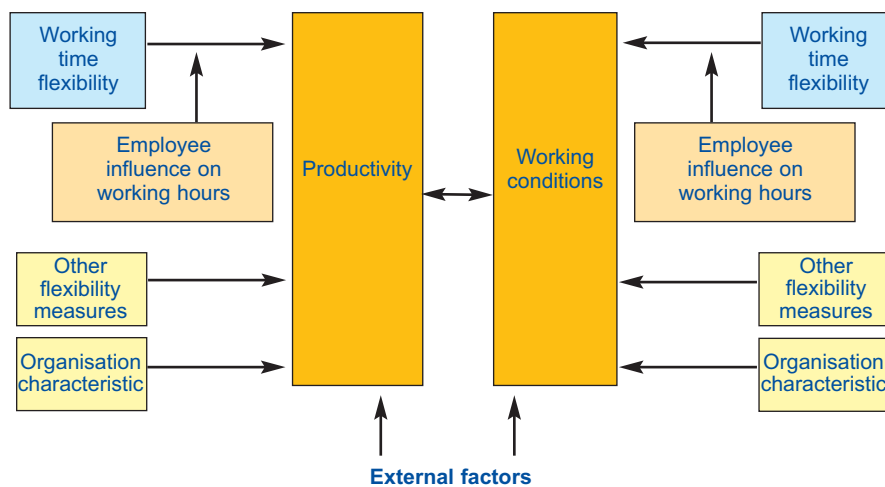 Working
time
flexibility
Employee
influence on
working hours
Other
flexibility
measures
Organisation
characteristic
Productivity
Working
conditions
Working
time
flexibility
Employee
influence on
working hours
Other
flexibility
measures
Organisation
characteristic
External factors